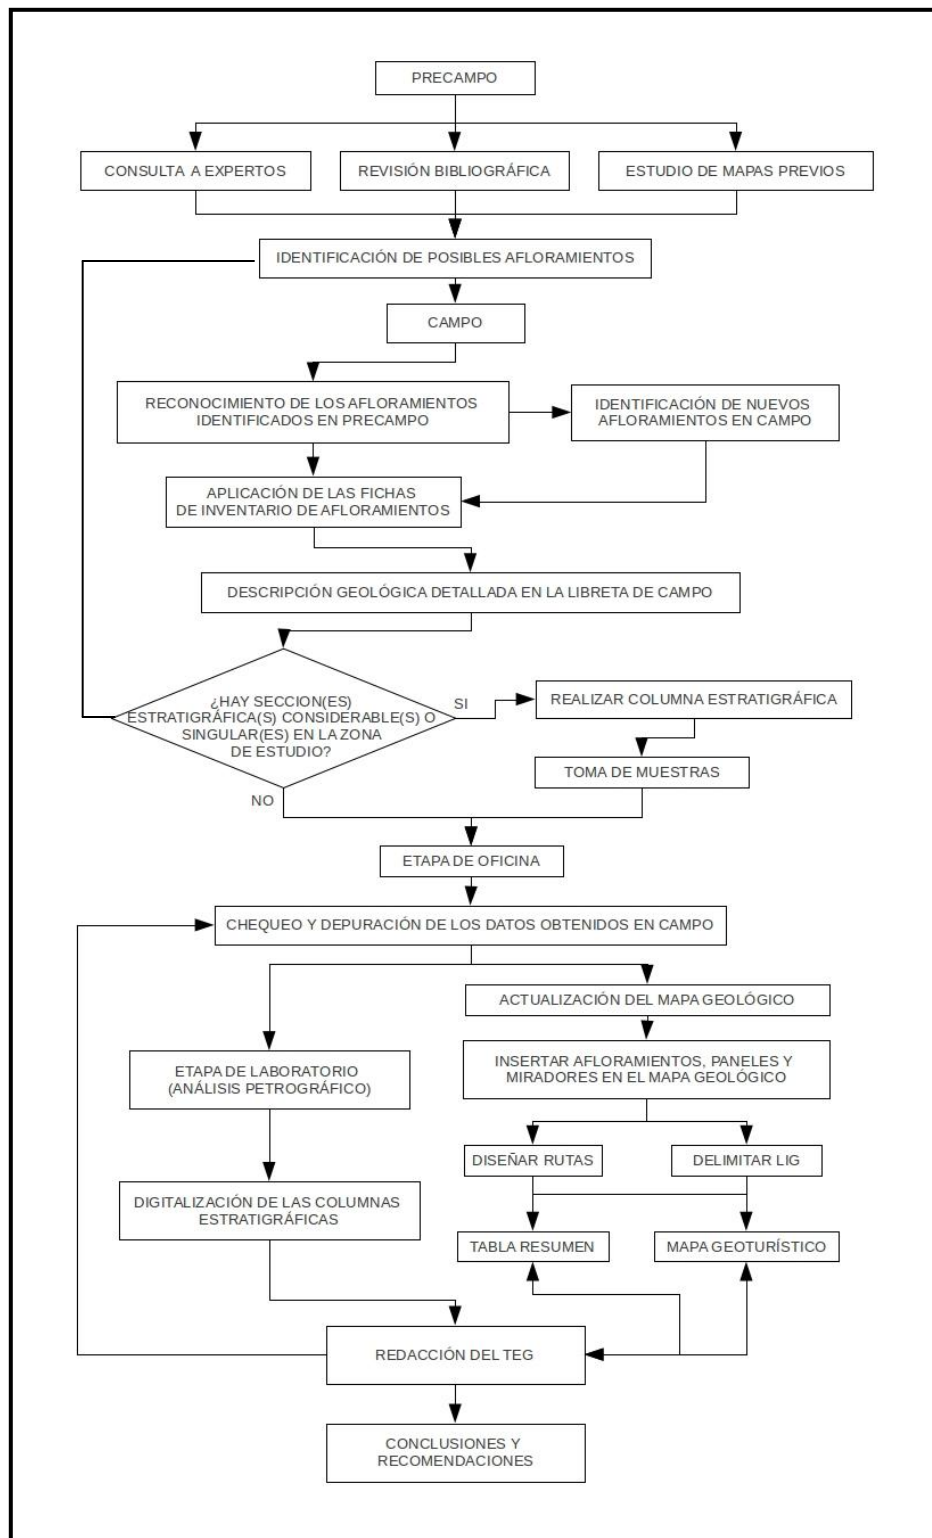 PRECAMPO
CONSULTA A EXPERTOS
REVISIÓN BIBLIOGRÁFICA
ESTUDIO DE MAPAS PREVIOS
IDENTIFICACIÓN DE POSIBLES AFLORAMIENTOS
CAMPO
RECONOCIMIENTO DE LOS AFLORAMIENTOS
IDENTIFICADOS EN PRECAMPO
IDENTIFICACIÓN DE NUEVOS
AFLORAMIENTOS EN CAMPO
APLICACIÓN DE LAS FICHAS
DE INVENTARIO DE AFLORAMIENTOS
DESCRIPCIÓN GEOLÓGICA DETALLADA EN LA LIBRETA DE CAMPO
¿HAY SECCION(ES)
ESTRATIGRÁFICA(S) CONSIDERABLE(S) O
SINGULAR(ES) EN LA ZONA
DE ESTUDIO?
SI
REALIZAR COLUMNA ESTRATIGRÁFICA
TOMA DE MUESTRAS
NO
ETAPA DE OFICINA
CHEQUEO Y DEPURACIÓN DE LOS DATOS OBTENIDOS EN CAMPO
ACTUALIZACIÓN DEL MAPA GEOLÓGICO
INSERTAR AFLORAMIENTOS, PANELES Y
MIRADORES EN EL MAPA GEOLÓGICO
ETAPA DE LABORATORIO
(ANÁLISIS PETROGRÁFICO)
DISEÑAR RUTAS
DELIMITAR LIG
DIGITALIZACIÓN DE LAS COLUMNAS
ESTRATIGRÁFICAS
TABLA RESUMEN
MAPA GEOTURÍSTICO
REDACCIÓN DEL TEG
CONCLUSIONES Y
RECOMENDACIONES